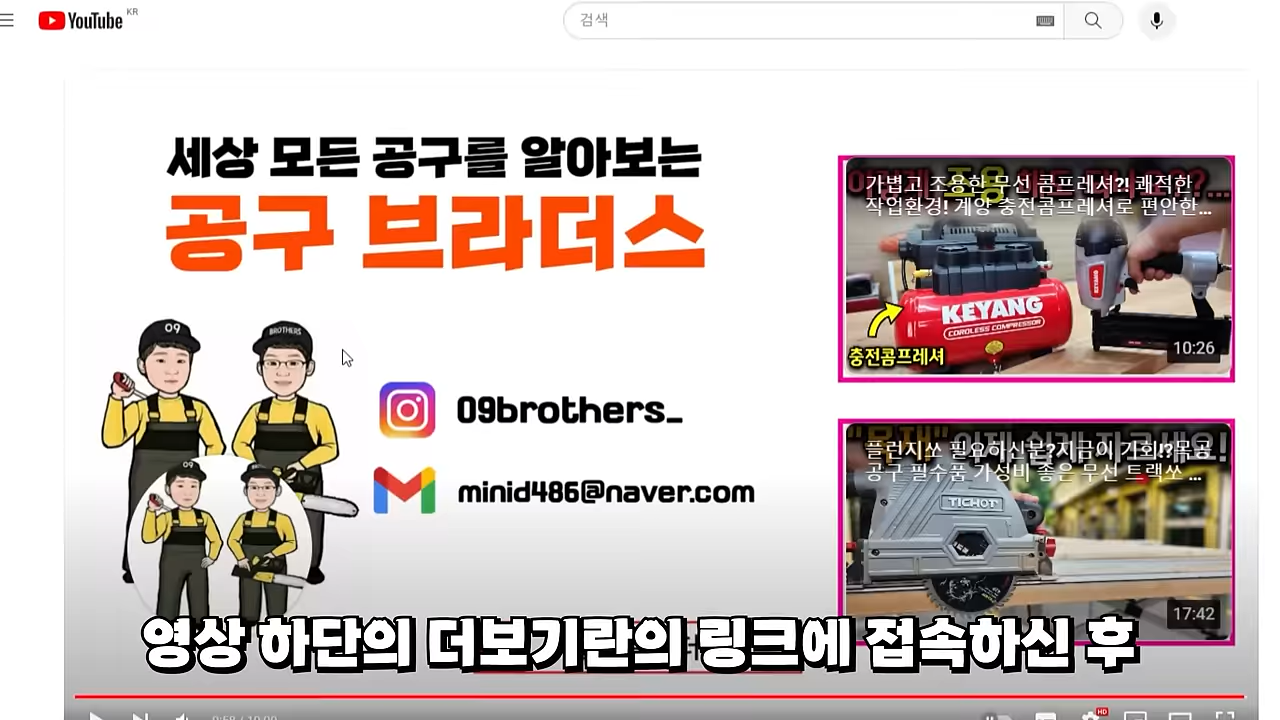 YouTube KR
검색
세상 모든 공구를 알아보는
공구 브라더스
가볍고 조용한 무선 콤프레셔?! 쾌적한
작업환경! 계양 충전콤프레셔로 편안한...
KEYANG
CORDLESS COMPRESSOR
KEYANG
충전콤프레셔
10:26
09
BROTHERS
09brothers_
minid486@naver.com
플런지쏘 필요하신분?지금이 기회!?목공
공구 필수품 가성비 좋은 무선 트랙쏘 ...
TICHOT
17:42
09
영상 하단의 더보기란의 링크에 접속하신 후
HD